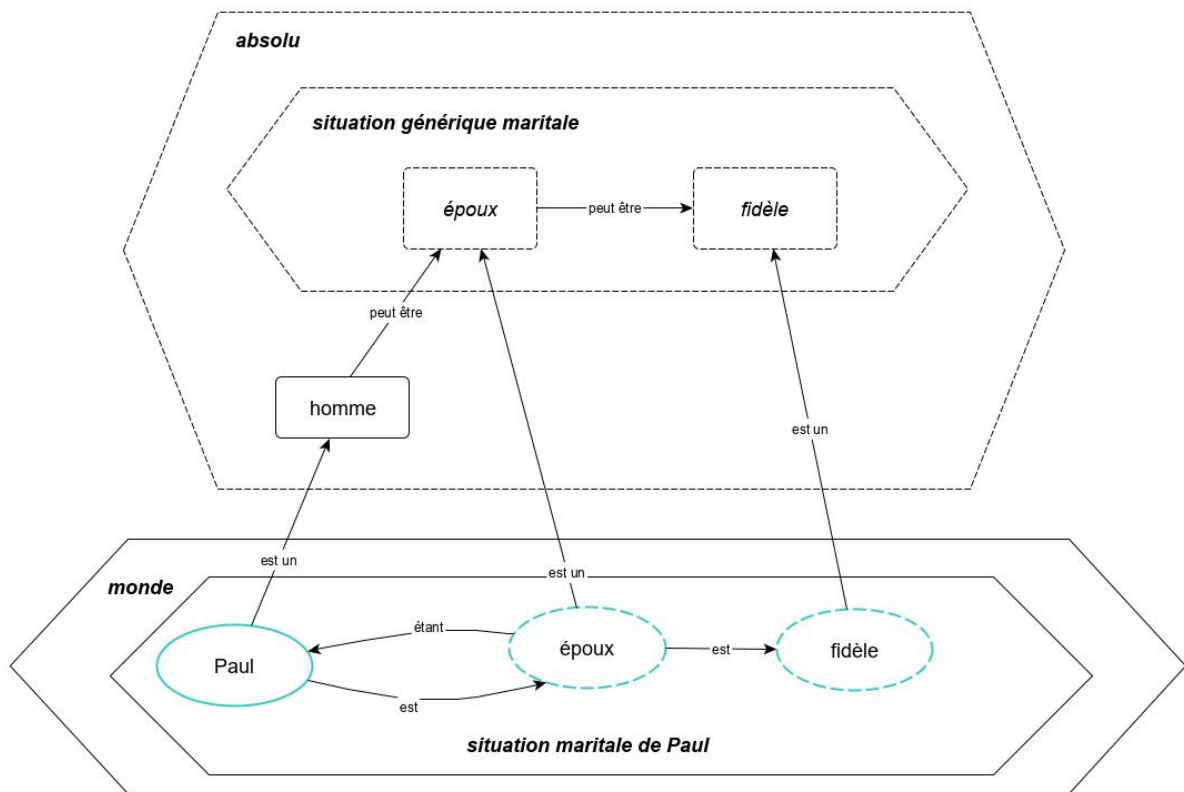 absolu
situation générique maritale
époux
peut être
fidèle
peut être
homme
est un
est un
est un
monde
étant
Paul
époux
est
fidèle
est
situation maritale de Paul